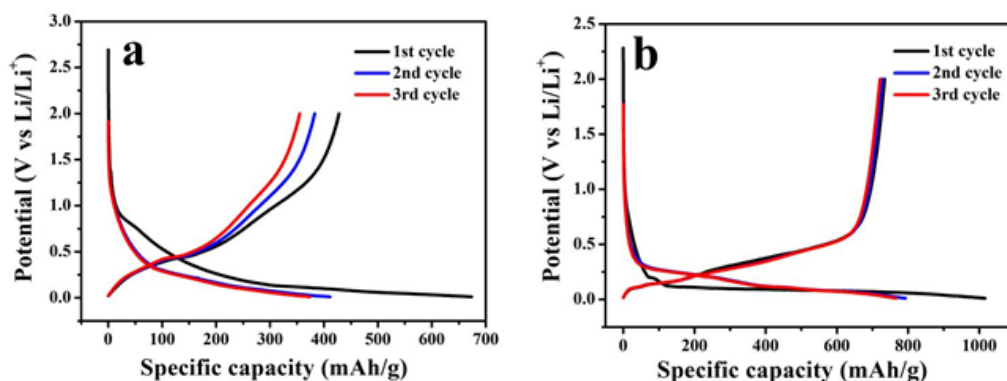 a
1st cycle
2nd cycle
3rd cycle
Potential (V vs Li/Li+)
3.0
2.5
2.0
1.5
1.0
0.5
0.0
0 100 200 300 400 500 600 700
Specific capacity (mAh/g)
b
1st cycle
2nd cycle
3rd cycle
Potential (V vs Li/Li+)
2.5
2.0
1.5
1.0
0.5
0.0
0 200 400 600 800 1000
Specific capacity (mAh/g)